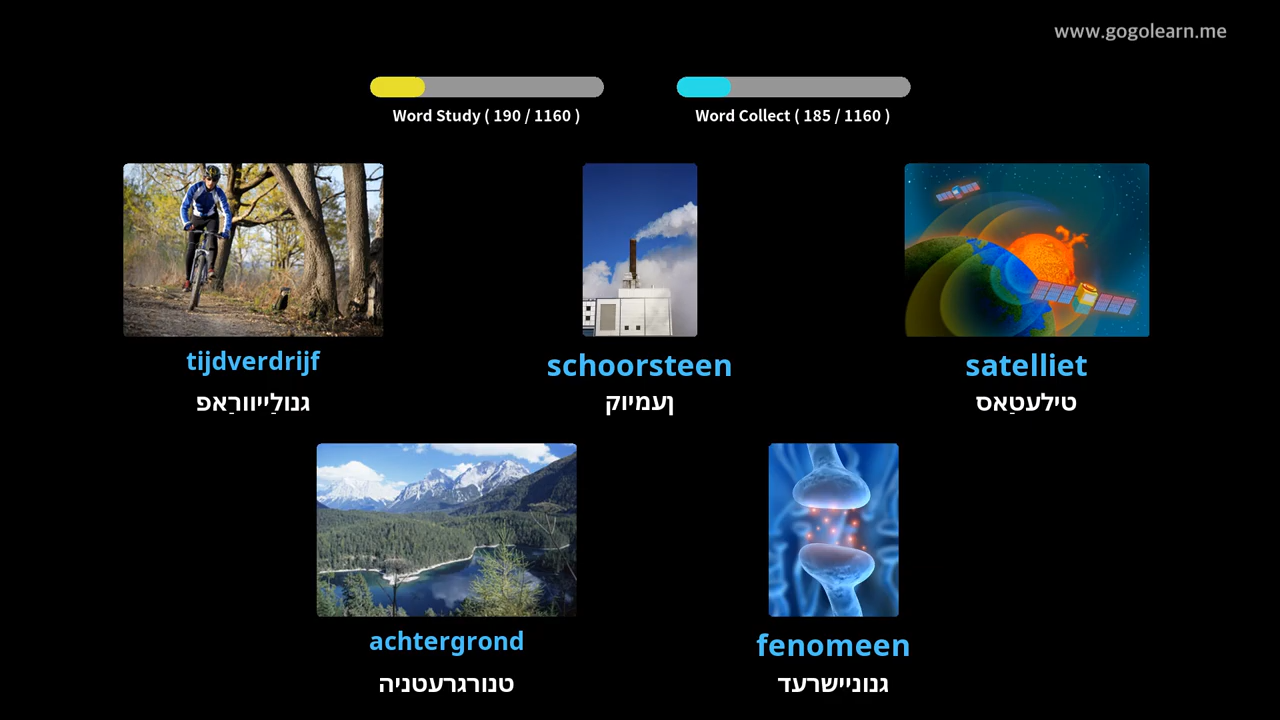 www.gogolearn.me
Word Study ( 190 / 1160 )
Word Collect ( 185 / 1160 )
tijdverdrijf
גנולַייוורַאפ
schoorsteen
ןעמיוק
satelliet
טילעטַאס
achtergrond
טנורגרעטניה
fenomeen
גנוניישרעד